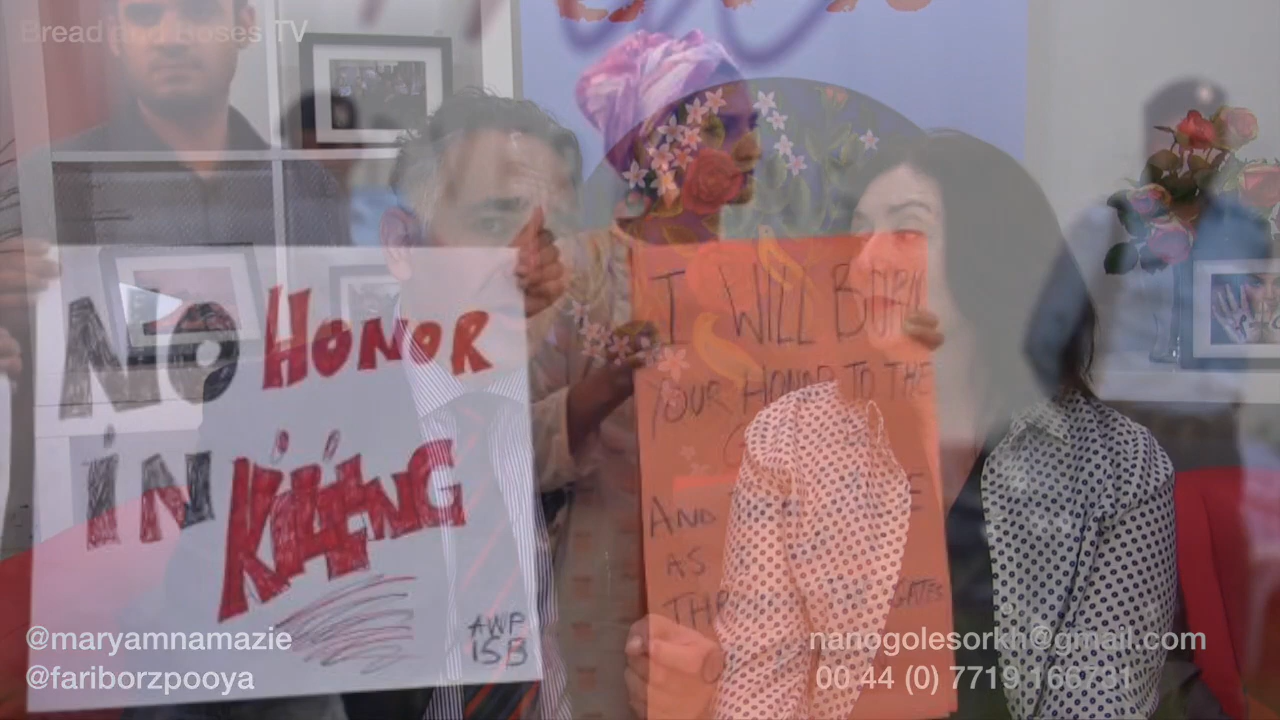 Bread and Roses TV
NO HONOR
IN KILLING
AWP
ISB
I WILL BURN
YOUR HONOR TO THE
AND
AS
GATES
@maryamnamazie
@fariborzpooya
nanogolesorkh@gmail.com
00 44 (0) 7719 166731